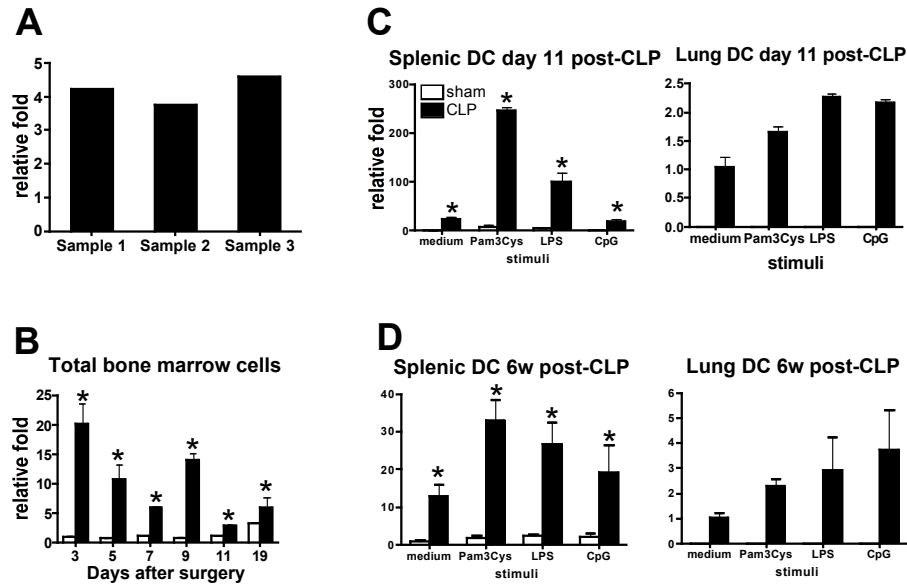 A
relative fold
5
4
3
2
1
0
Sample 1 Sample 2 Sample 3
B
Total bone marrow cells
relative fold
25
20
15
10
5
0
* * * * * *
3 5 7 9 11 19
Days after surgery
C
Splenic DC day 11 post-CLP
relative fold
300
200
100
0
sham
CLP
* * * *
medium Pam3Cys LPS CpG
stimuli
Lung DC day 11 post-CLP
2.5
2.0
1.5
1.0
0.5
0.0
medium Pam3Cys LPS CpG
stimuli
D
Splenic DC 6w post-CLP
relative fold
40
30
20
10
0
* * * *
medium Pam3Cys LPS CpG
stimuli
Lung DC 6w post-CLP
6
5
4
3
2
1
0
medium Pam3Cys LPS CpG
stimuli